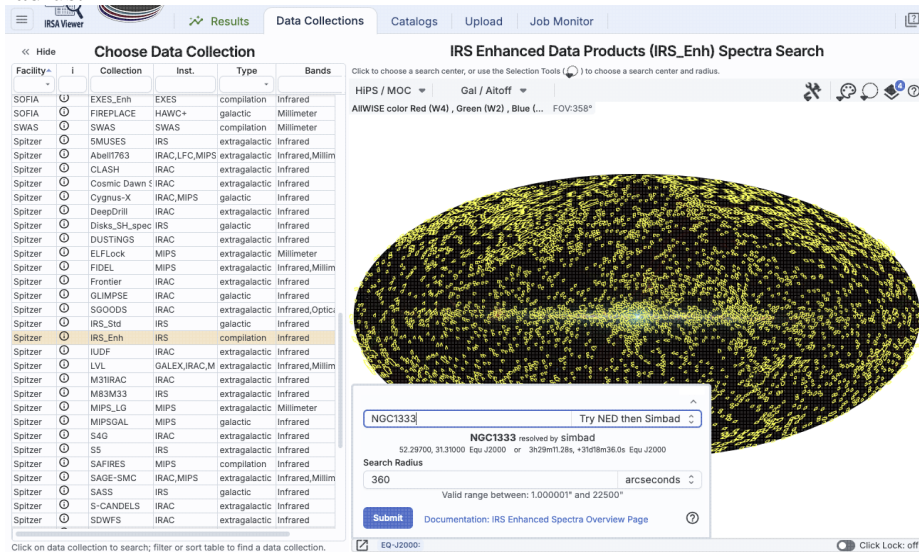 IRSA Viewer
Results
Data Collections
Catalogs
Upload
Job Monitor
Hide
Choose Data Collection
Facility i Collection Inst. Type Bands
SOFIA EXES_Enh EXES compilation Infrared
SOFIA FIREPLACE HAWC+ galactic Millimeter
SWAS SWAS SWAS compilation Millimeter
Spitzer 5MUSES IRS extragalactic Infrared
Spitzer Abell1763 IRAC,LFC,MIPS extragalactic Infrared,Millim
Spitzer CLASH IRAC extragalactic Infrared
Spitzer Cosmic Dawn S IRAC extragalactic Infrared
Spitzer Cygnus-X IRAC,MIPS galactic Infrared
Spitzer DeepDrill IRAC extragalactic Infrared
Spitzer Disks_SH_spec IRS galactic Infrared
Spitzer DUSTiNGS IRAC extragalactic Infrared
Spitzer ELFLock MIPS extragalactic Millimeter
Spitzer FIDEL MIPS extragalactic Infrared,Millim
Spitzer Frontier IRAC extragalactic Infrared
Spitzer GLIMPSE IRAC galactic Infrared
Spitzer SGOODS IRAC extragalactic Infrared,Optica
Spitzer IRS_Std IRS galactic Infrared
Spitzer IRS_Enh IRS compilation Infrared
Spitzer IUDF IRAC extragalactic Infrared
Spitzer LVL GALEX,IRAC,M extragalactic Infrared,Millim
Spitzer M31IRAC IRAC extragalactic Infrared
Spitzer M83M33 IRS extragalactic Infrared
Spitzer MIPS_LG MIPS extragalactic Millimeter
Spitzer MIPSGAL MIPS galactic Infrared
Spitzer S4G IRAC extragalactic Infrared
Spitzer S5 IRS extragalactic Infrared
Spitzer SAFIRES MIPS compilation Infrared
Spitzer SAGE-SMC IRAC,MIPS extragalactic Infrared,Millim
Spitzer SASS IRS galactic Infrared
Spitzer S-CANDELS IRAC extragalactic Infrared
Spitzer SDWFS IRAC extragalactic Infrared
Click on data collection to search; filter or sort table to find a data collection.
IRS Enhanced Data Products (IRS_Enh) Spectra Search
Click to choose a search center, or use the Selection Tools ( ) to choose a search center and radius.
HiPS / MOC
Gal / Aitoff
9
AllWISE color Red (W4) , Green (W2) , Blue (... FOV:358°
NGC1333
Try NED then Simbad
NGC1333 resolved by simbad
52.29700, 31.31000 Equ J2000 or 3h29m11.28s, +31d18m36.0s Equ J2000
Search Radius
360
arcseconds
Valid range between: 1.000001" and 22500"
Submit
Documentation: IRS Enhanced Spectra Overview Page
EQ-J2000:
Click Lock: off